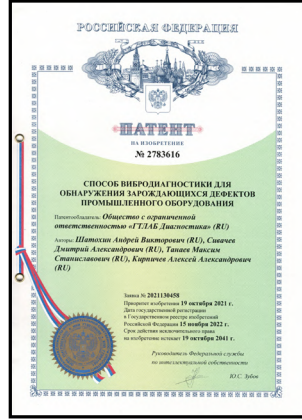 РОССИЙСКАЯ ФЕДЕРАЦИЯ
ПАТЕНТ
НА ИЗОБРЕТЕНИЕ
№ 2783616
СПОСОБ ВИБРОДИАГНОСТИКИ ДЛЯ
ОБНАРУЖЕНИЯ ЗАРОЖДАЮЩИХСЯ ДЕФЕКТОВ
ПРОМЫШЛЕННОГО ОБОРУДОВАНИЯ
Патентообладатель: Общество с ограниченной
ответственностью «ГТЛАБ Диагностика» (RU)
Авторы: Шатохин Андрей Викторович (RU), Сивачев
Дмитрий Александрович (RU), Танаев Максим
Станиславович (RU), Кирпичев Алексей Александрович
(RU)
Заявка № 2021130458
Приоритет изобретения 19 октября 2021 г.
Дата государственной регистрации
в Государственном реестре изобретений
Российской Федерации 15 ноября 2022 г.
Срок действия исключительного права
на изобретение истекает 19 октября 2041 г.
Руководитель Федеральной службы
по интеллектуальной собственности
Ю.С. Зубов